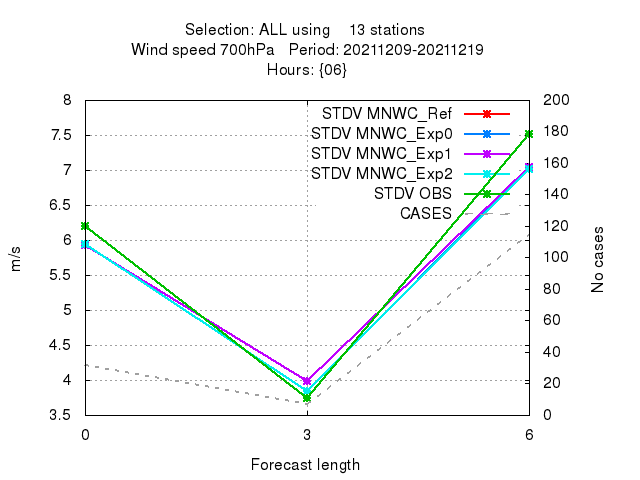 Selection: ALL using    13 stations
Wind speed 700hPa   Period: 20211209-20211219
Hours: {06}
8
7.5
7
6.5
6
5.5
5
4.5
4
3.5
200
180
160
140
120
100
80
60
40
20
0
STDV MNWC_Ref
STDV MNWC_Exp0
STDV MNWC_Exp1
STDV MNWC_Exp2
STDV OBS
CASES
m/s
No cases
0
3
6
Forecast length